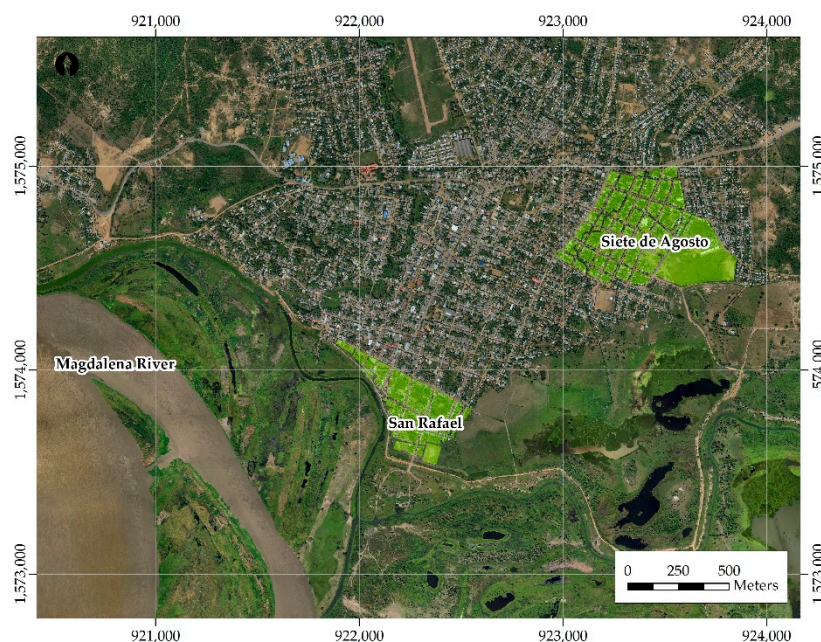 921,000 922,000 923,000 924,000
1,575,000 1,575,000
Siete de Agosto
Magdalena River
1,574,000 1,574,000
San Rafael
0 250 500
Meters
1,573,000 1,573,000
921,000 922,000 923,000 924,000